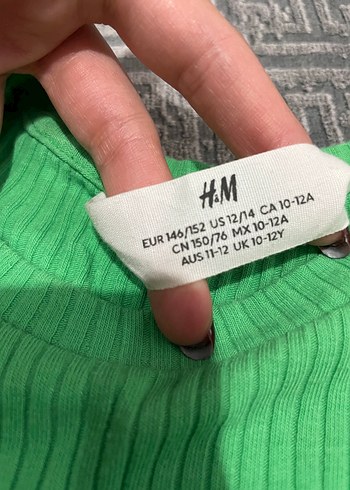 H&M
EUR 146/152 US 12/14 CA 10-12A
CN 150/76 MX 10-12A
AUS 11-12 UK 10-12Y